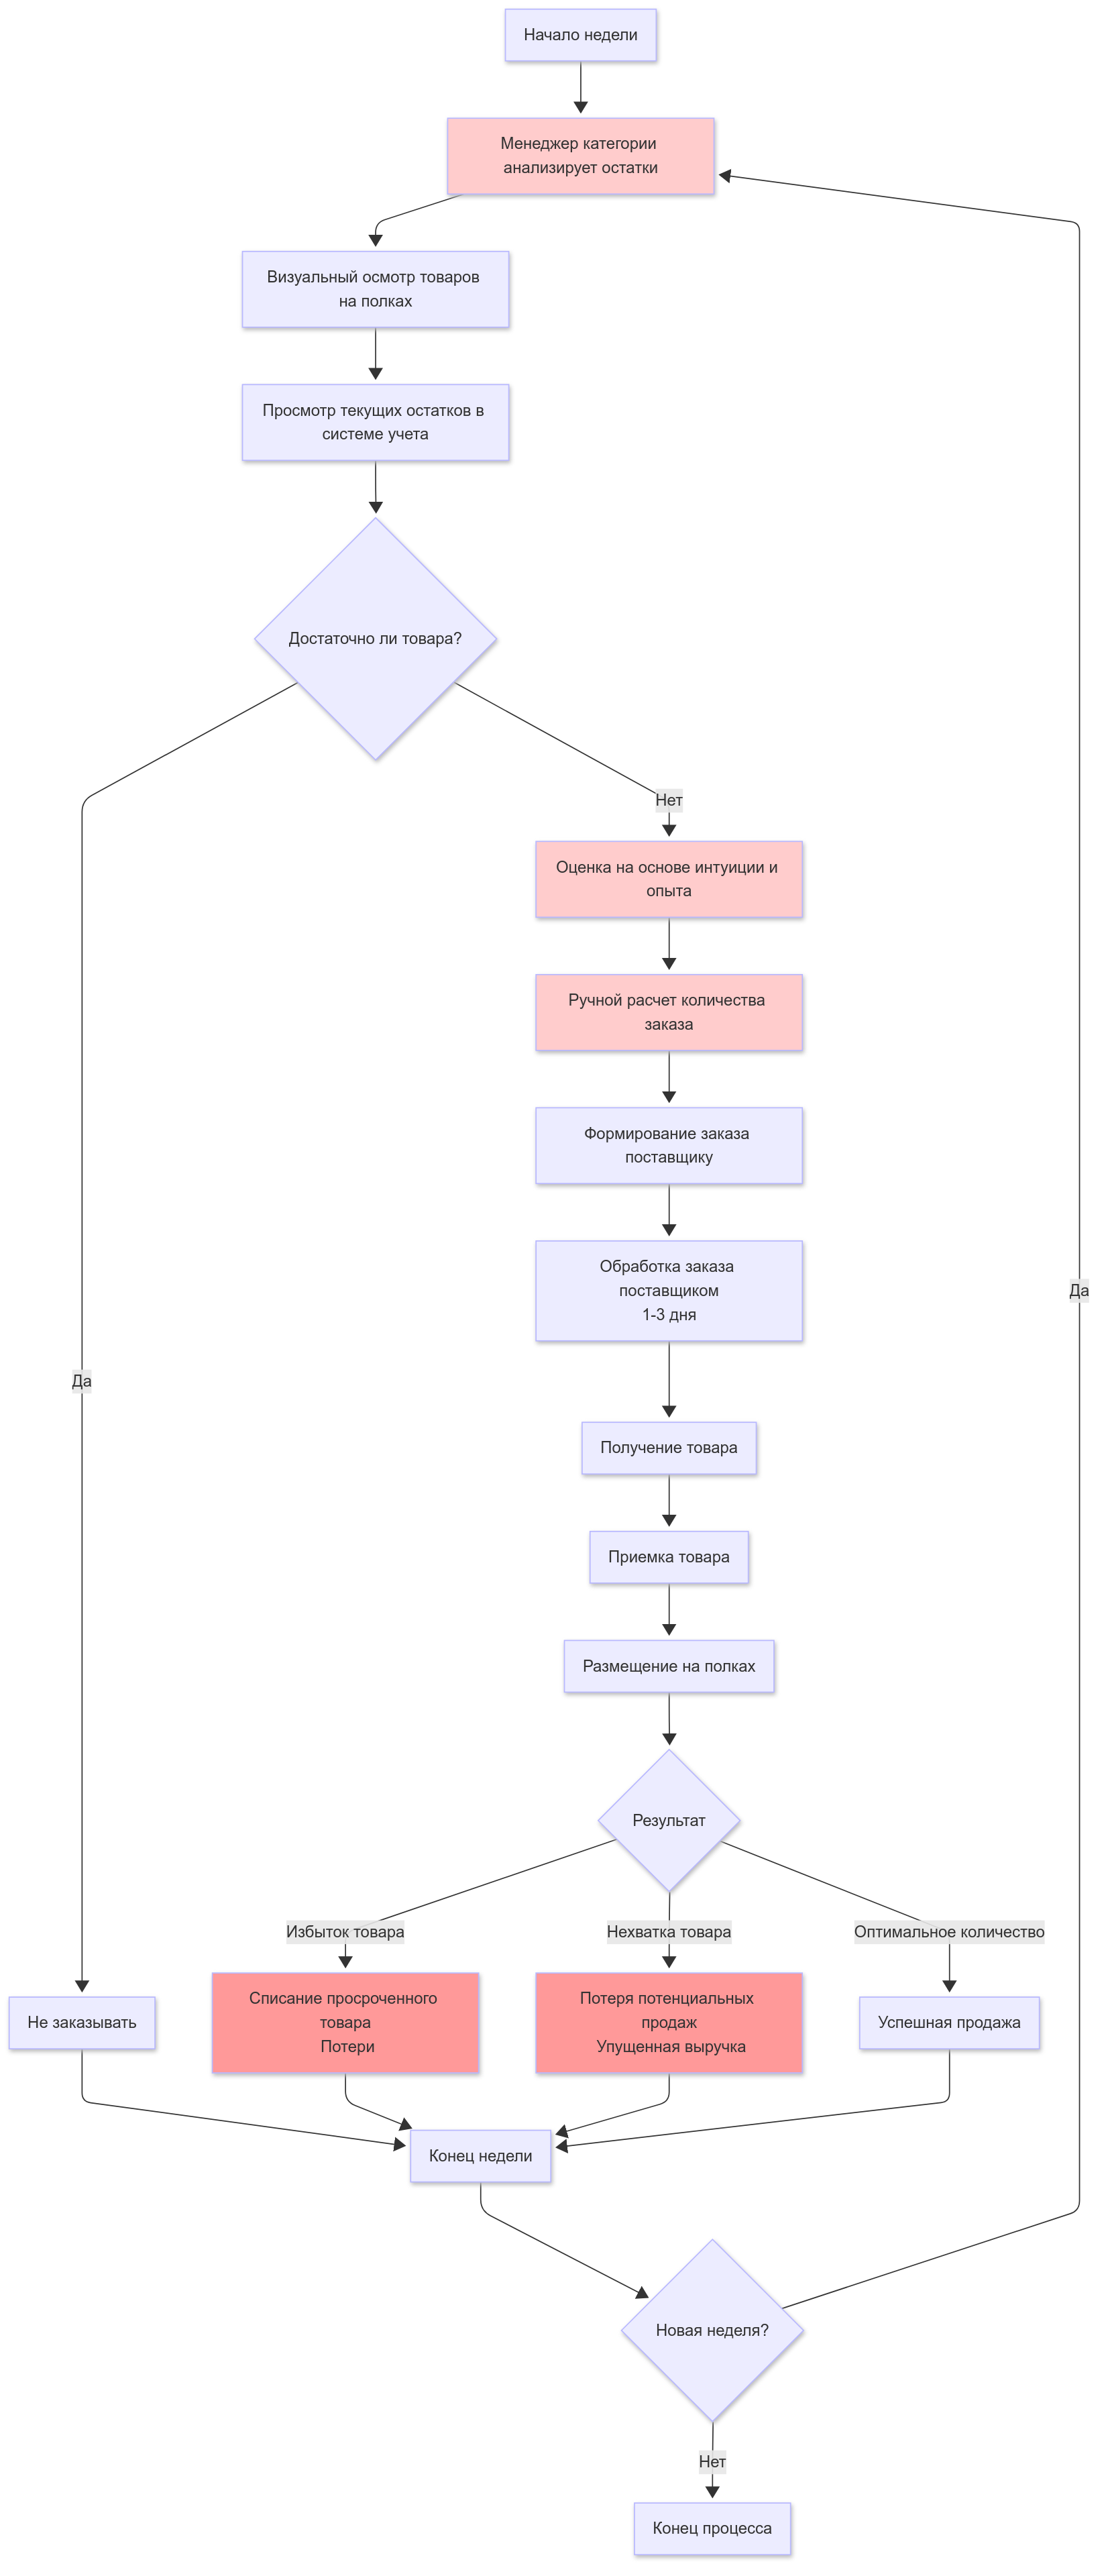 Начало недели
Менеджер категории
анализирует остатки
Визуальный осмотр товаров
на полках
Просмотр текущих остатков в
системе учета
Достаточно ли товара?
Нет
Оценка на основе интуиции и
опыта
Ручной расчет количества
заказа
Формирование заказа
поставщику
Обработка заказа
поставщиком
1-3 дня
Да
Да
Получение товара
Приемка товара
Размещение на полках
Результат
Избыток товара
Нехватка товара
Оптимальное количество
Не заказывать
Списание просроченного
товара
Потери
Потеря потенциальных
продаж
Упущенная выручка
Успешная продажа
Конец недели
Новая неделя?
Нет
Конец процесса